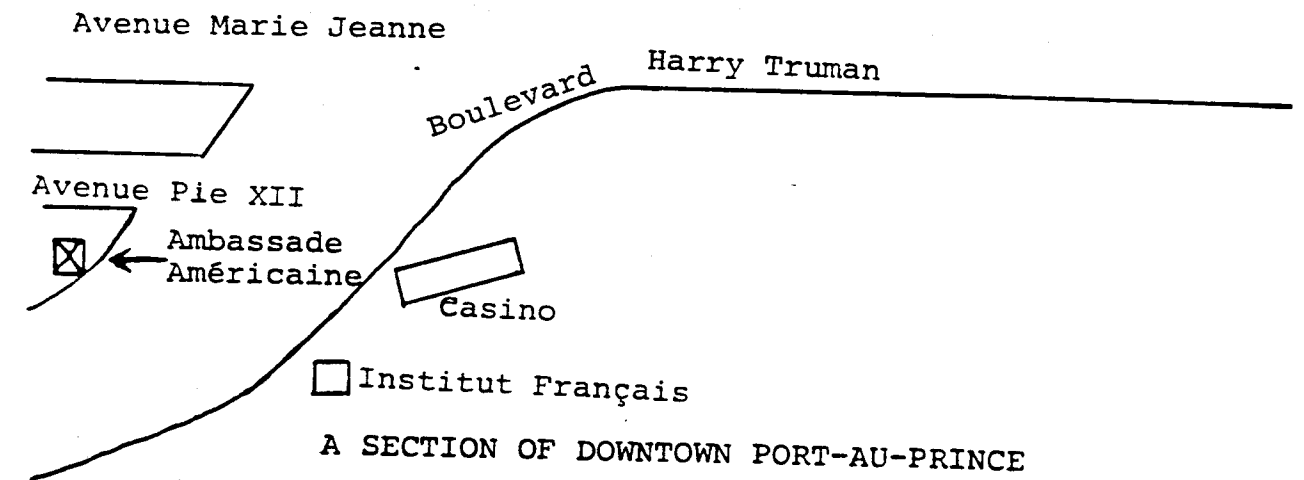 Avenue Marie Jeanne
Boulevard Harry Truman
Avenue Pie XII
Ambassade
Américaine
Casino
Institut Français
A SECTION OF DOWNTOWN PORT-AU-PRINCE